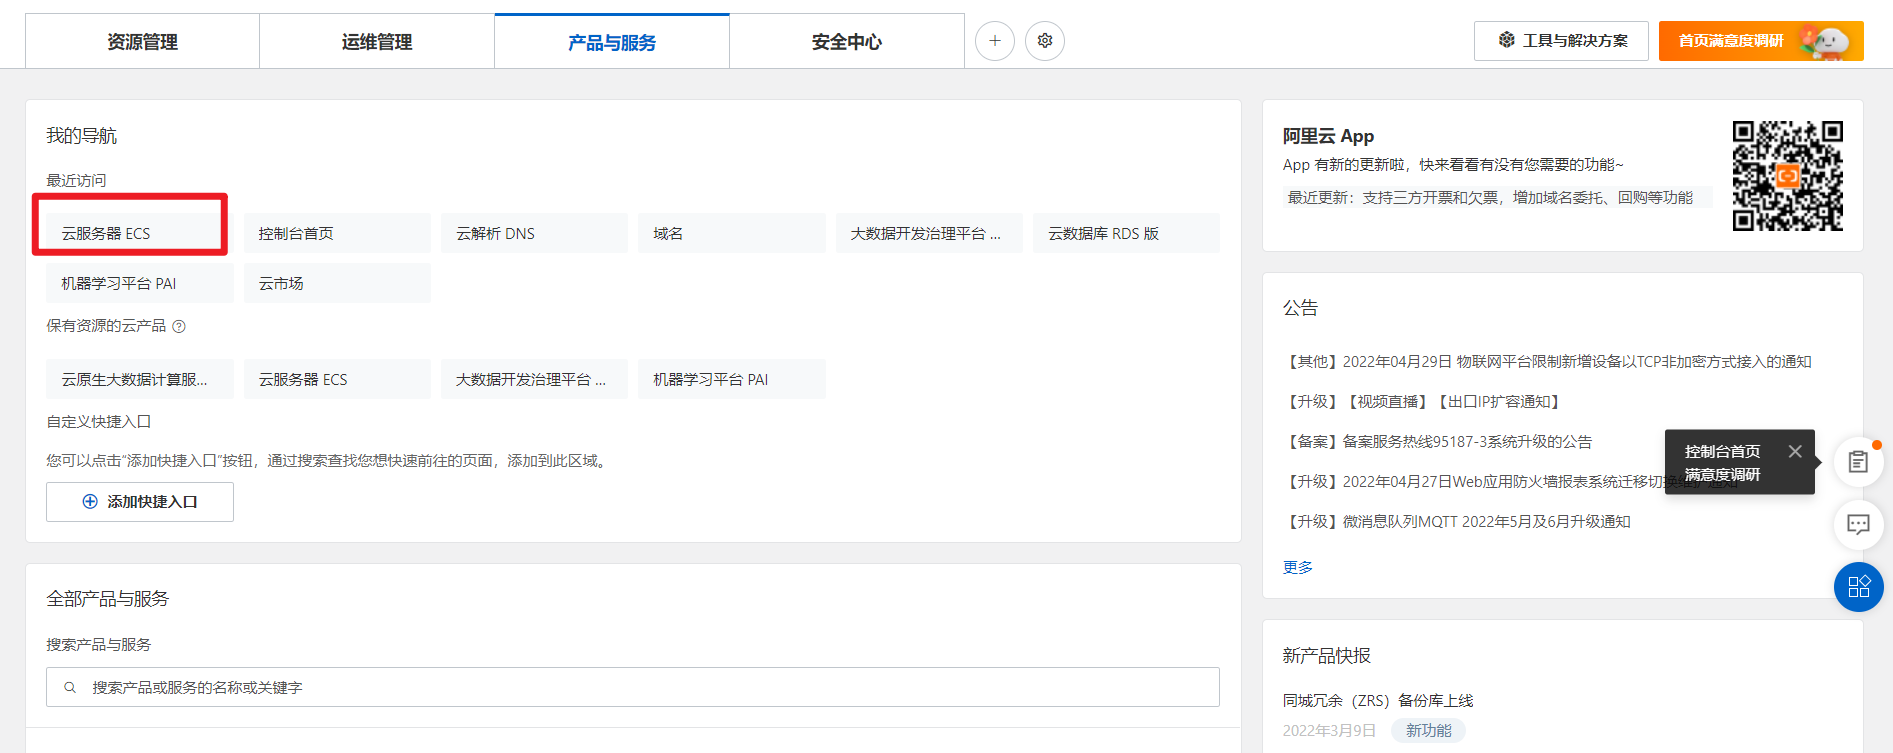 资源管理
运维管理
产品与服务
安全中心
工具与解决方案
首页满意度调研
我的导航
最近访问
云服务器 ECS
控制台首页
云解析 DNS
域名
大数据开发治理平台 ...
云数据库 RDS 版
机器学习平台 PAI
云市场
保有资源的云产品
云原生大数据计算服...
云服务器 ECS
大数据开发治理平台 ...
机器学习平台 PAI
自定义快捷入口
您可以点击“添加快捷入口”按钮，通过搜索查找您想快速前往的页面，添加到此区域。
添加快捷入口
全部产品与服务
搜索产品与服务
搜索产品或服务的名称或关键字
阿里云 App
App 有新的更新啦，快来看看有没有您需要的功能~
最近更新：支持三方开票和欠票，增加域名委托、回购等功能
公告
【其他】2022年04月29日 物联网平台限制新增设备以TCP非加密方式接入的通知
【升级】【视频直播】【出口IP扩容通知】
【备案】备案服务热线95187-3系统升级的公告
【升级】2022年04月27日Web应用防火墙报表系统迁移切换维护通知
【升级】微消息队列MQTT 2022年5月及6月升级通知
更多
控制台首页
满意度调研
新产品快报
同城冗余（ZRS）备份库上线
2022年3月9日
新功能